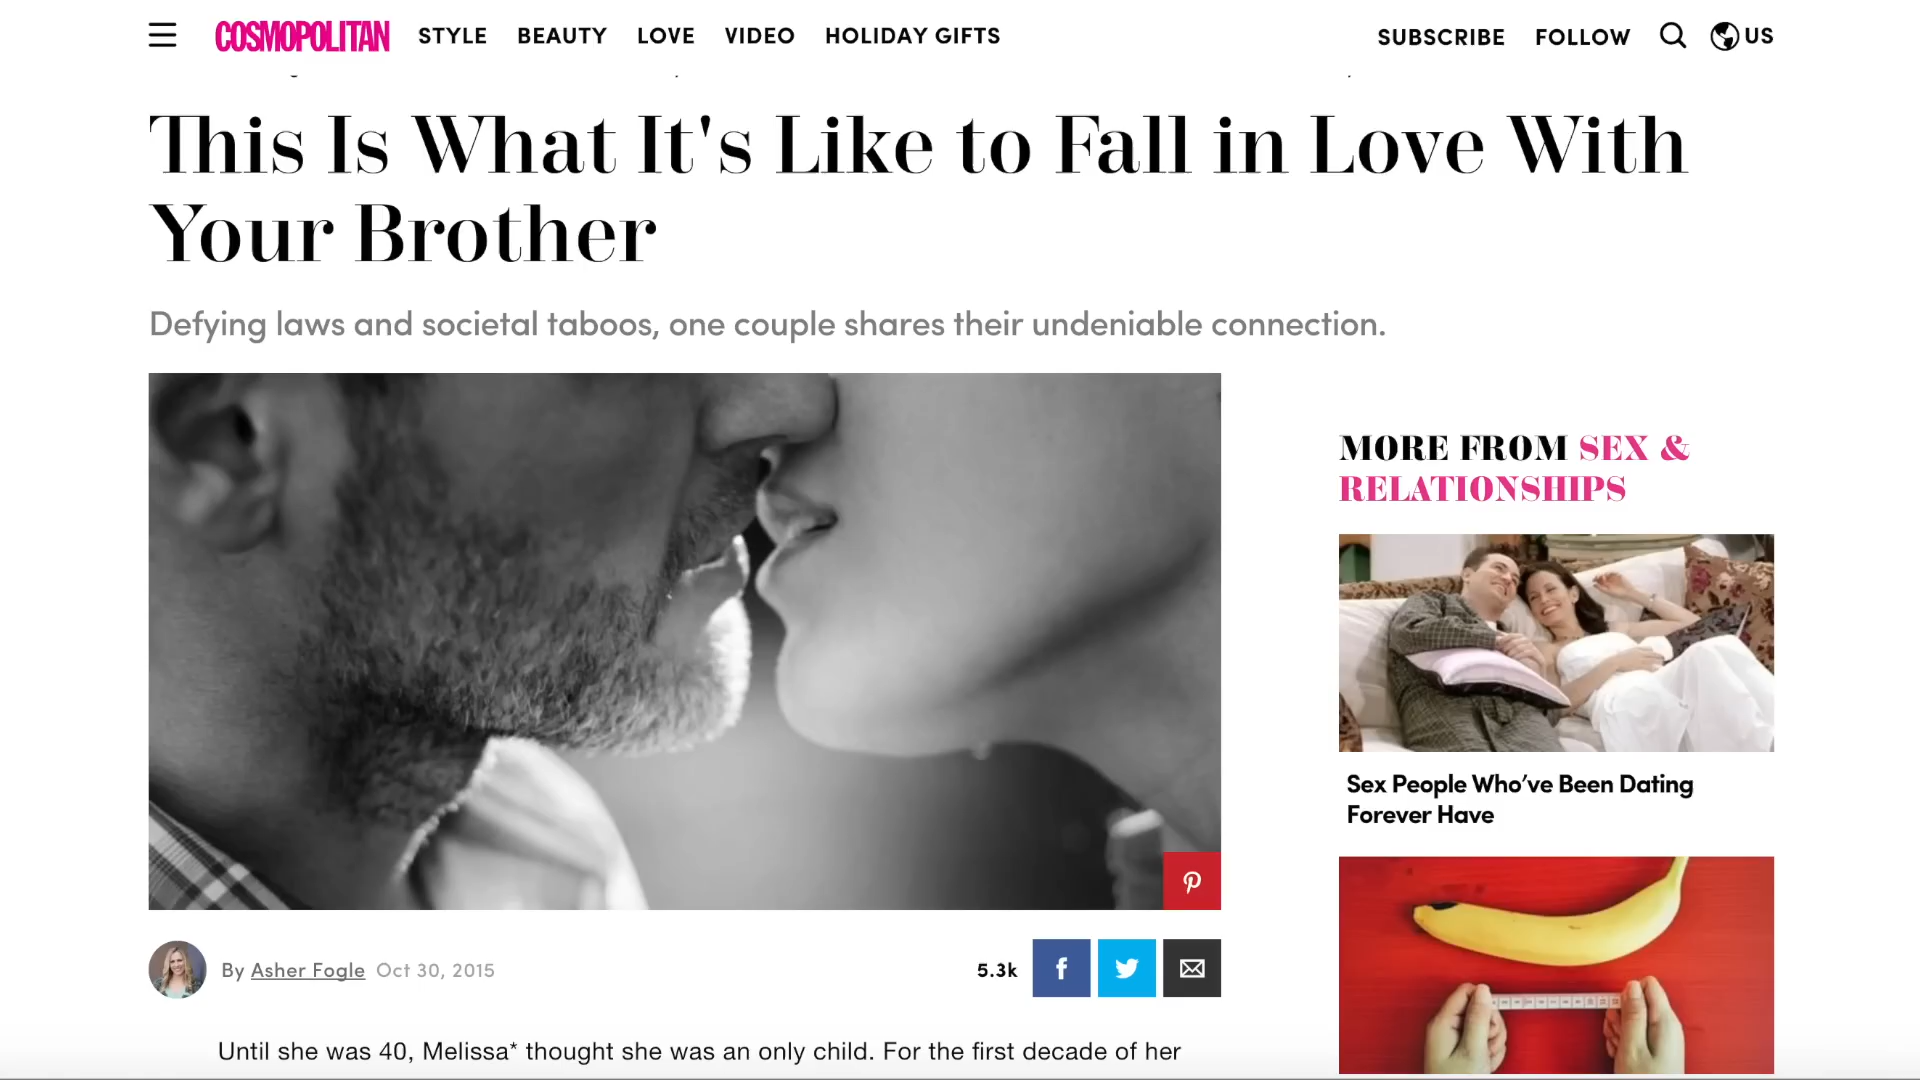 COSMOPOLITAN STYLE BEAUTY LOVE VIDEO HOLIDAY GIFTS SUBSCRIBE FOLLOW US
This Is What It's Like to Fall in Love With
Your Brother
Defying laws and societal taboos, one couple shares their undeniable connection.
MORE FROM SEX &
RELATIONSHIPS
Sex People Who’ve Been Dating
Forever Have
By Asher Fogle Oct 30, 2015
5.3k
Until she was 40, Melissa* thought she was an only child. For the first decade of her